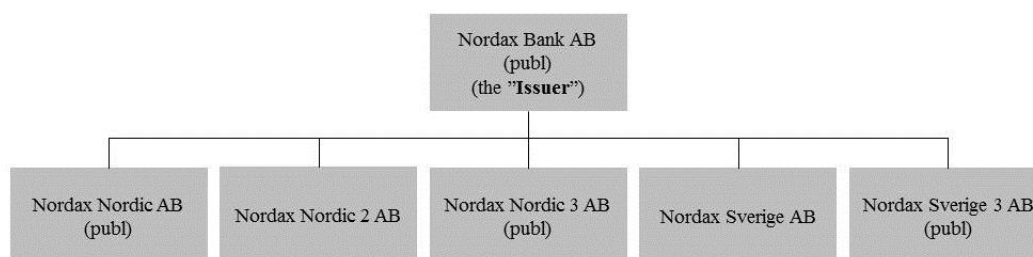 Nordax Bank AB
(publ)
(the ”Issuer”)
Nordax Nordic AB
(publ)
Nordax Nordic 2 AB
Nordax Nordic 3 AB
(publ)
Nordax Sverige AB
Nordax Sverige 3 AB
(publ)